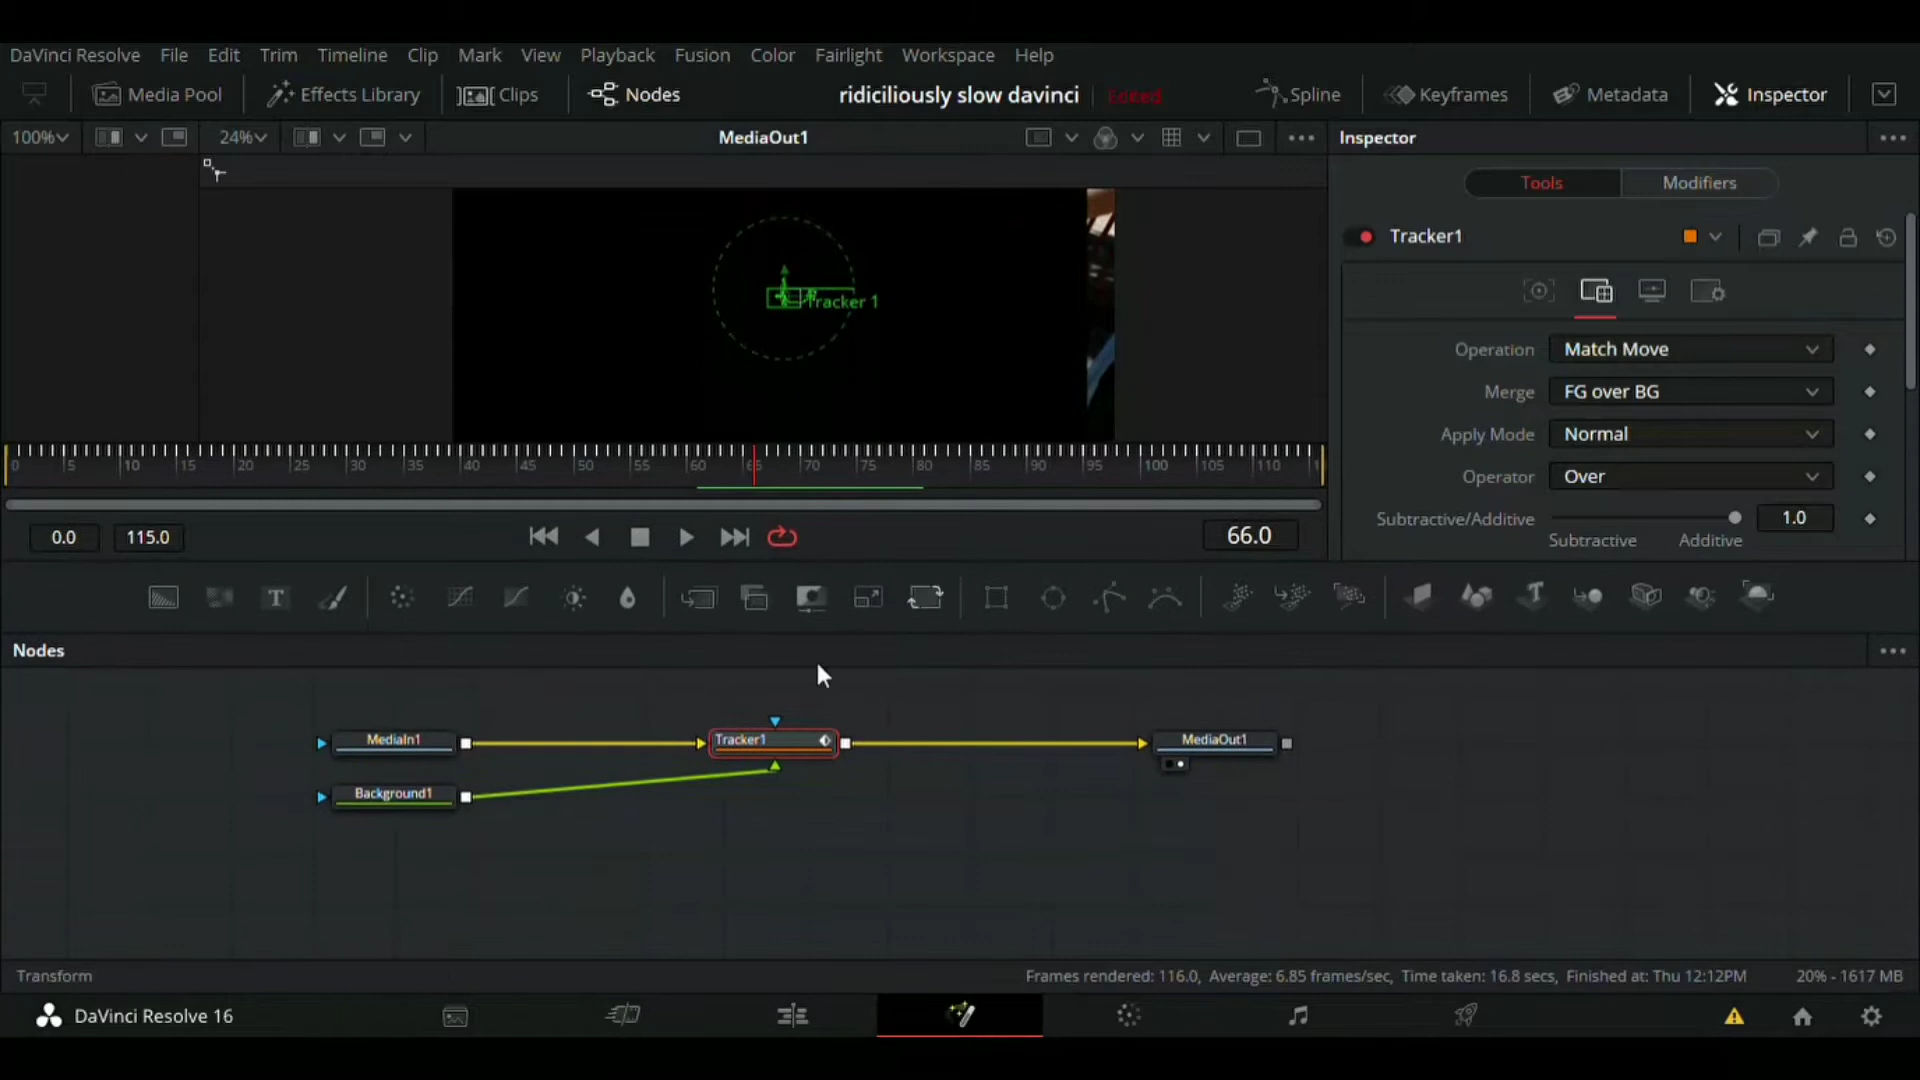 DaVinci Resolve File Edit Trim Timeline Clip Mark View Playback Fusion Color Fairlight Workspace Help
Media Pool Effects Library Clips Nodes ridiciliously slow davinci Edited Spline Keyframes Metadata Inspector
100% 24% MediaOut1 Inspector
Tools Modifiers
Tracker1
Tracker 1
Operation Match Move
Merge FG over BG
Apply Mode Normal
Operator Over
Subtractive/Additive 1.0
Subtractive Additive
0 5 10 15 20 25 30 35 40 45 50 55 60 65 70 75 80 85 90 95 100 105 110
0.0 115.0 66.0
Nodes
MediaIn1 Tracker1 MediaOut1
Background1
Transform Frames rendered: 116.0, Average: 6.85 frames/sec, Time taken: 16.8 secs, Finished at: Thu 12:12PM 20% - 1617 MB
DaVinci Resolve 16